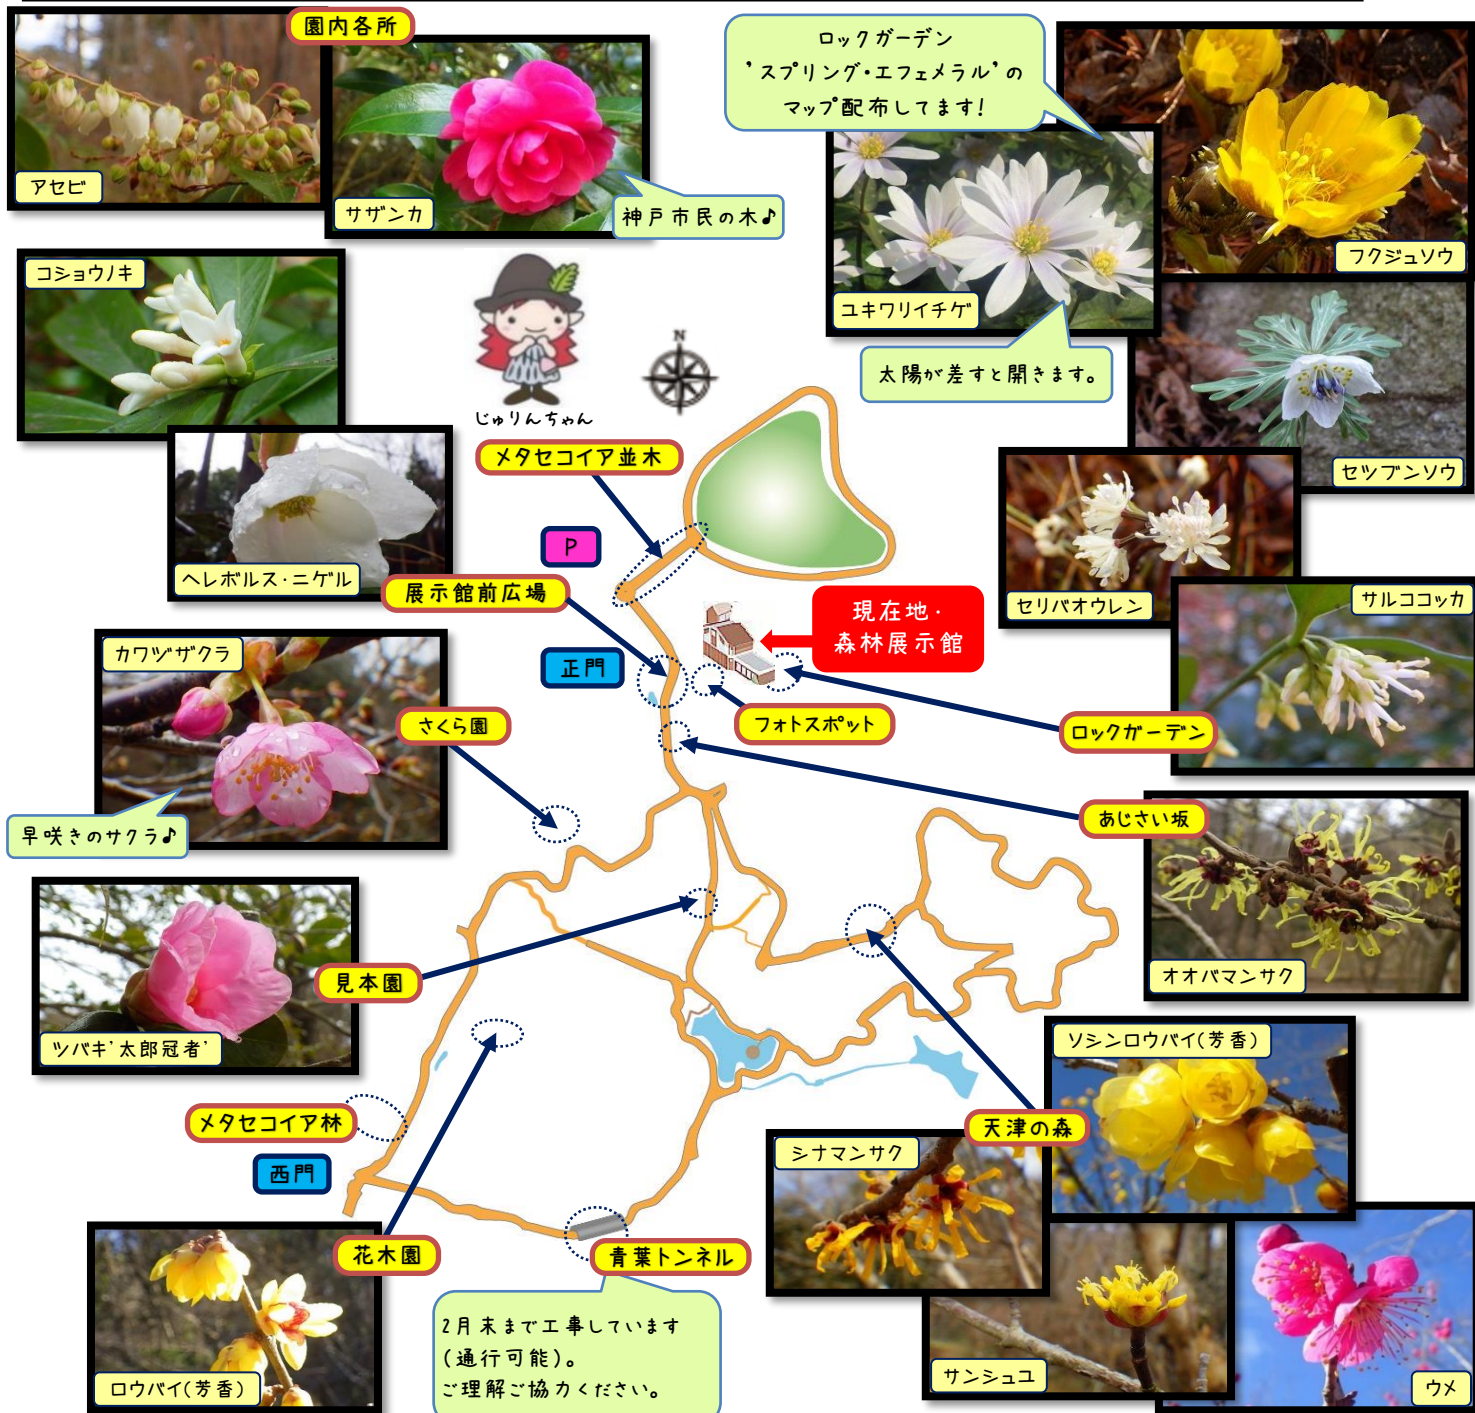 園内各所
アセビ
サザンカ
神戸市民の木♪
ロックガーデン
'スプリング・エフェメラル'の
マップ配布してます!
フクジュソウ
ユキワリイチゲ
太陽が差すと開きます。
セツブンソウ
コショウノキ
じゅりんちゃん
N
メタセコイア並木
ヘレボルス・ニゲル
P
展示館前広場
現在地・
森林展示館
セリバオウレン
サルココッカ
カワヅザクラ
正門
さくら園
フォトスポット
ロックガーデン
早咲きのサクラ♪
あじさい坂
オオバマンサク
見本園
ツバキ'太郎冠者'
ソシンロウバイ(芳香)
メタセコイア林
天津の森
シナマンサク
西門
花木園
青葉トンネル
2月末まで工事しています
(通行可能)。
ご理解ご協力ください。
ロウバイ(芳香)
サンシュユ
ウメ